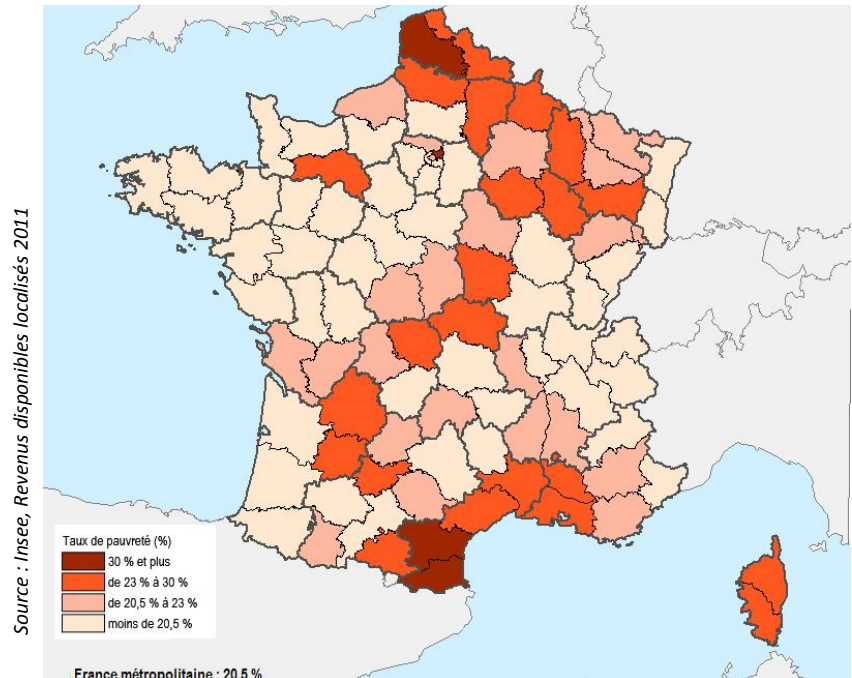 Source : Insee, Revenus disponibles localisés 2011
Taux de pauvreté (%)
30 % et plus
de 23 % à 30 %
de 20,5 % à 23 %
moins de 20,5 %
France métropolitaine : 20,5 %